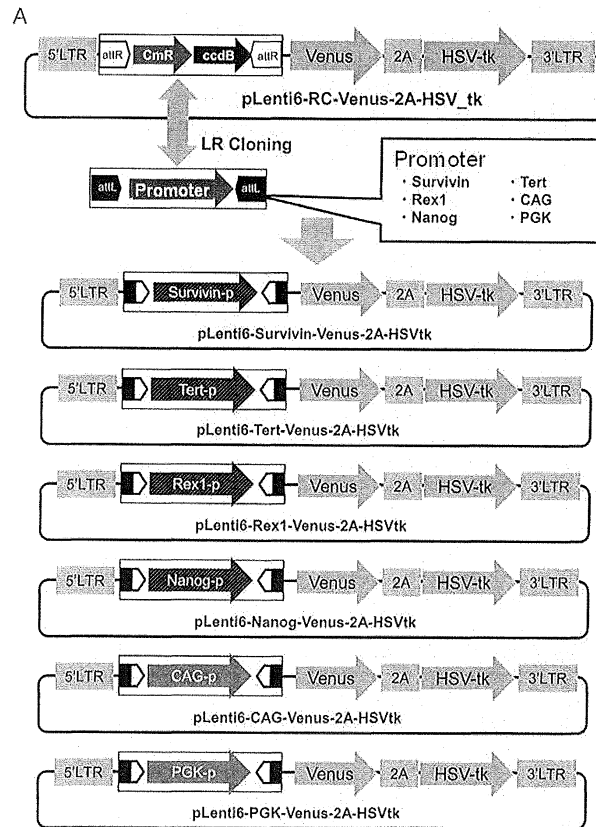 A
5'LTR attR CmR ccdB attR Venus 2A HSV-tk 3'LTR
pLenti6-RC-Venus-2A-HSV_tk
LR Cloning
attL Promoter attL
Promoter
・Survivin ・Tert
・Rex1 ・CAG
・Nanog ・PGK
5'LTR Survivin-p Venus 2A HSV-tk 3'LTR
pLenti6-Survivin-Venus-2A-HSVtk
5'LTR Tert-p Venus 2A HSV-tk 3'LTR
pLenti6-Tert-Venus-2A-HSVtk
5'LTR Rex1-p Venus 2A HSV-tk 3'LTR
pLenti6-Rex1-Venus-2A-HSVtk
5'LTR Nanog-p Venus 2A HSV-tk 3'LTR
pLenti6-Nanog-Venus-2A-HSVtk
5'LTR CAG-p Venus 2A HSV-tk 3'LTR
pLenti6-CAG-Venus-2A-HSVtk
5'LTR PGK-p Venus 2A HSV-tk 3'LTR
pLenti6-PGK-Venus-2A-HSVtk